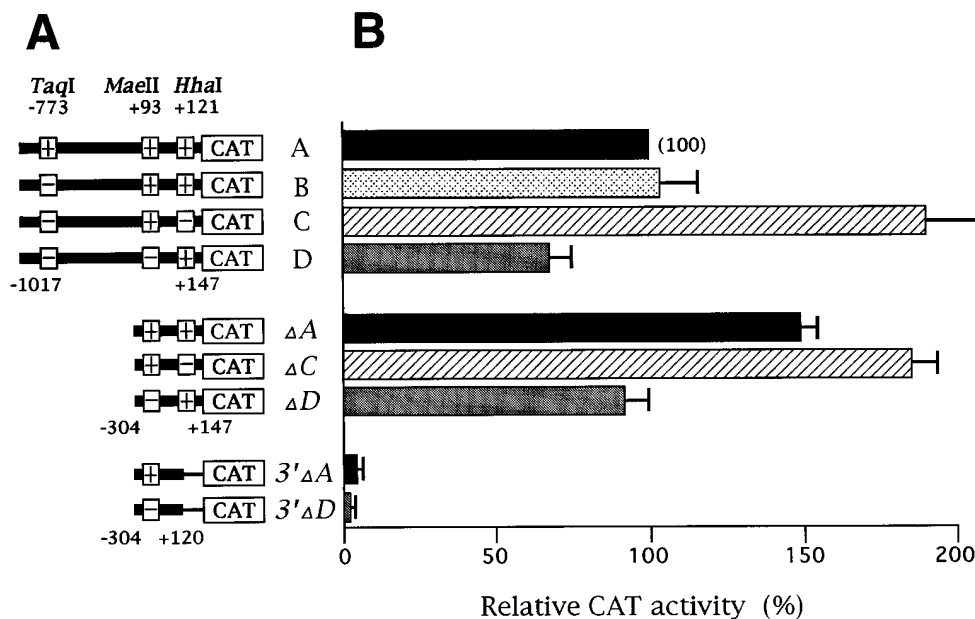 A B
TaqI MaeII HhaI
-773 +93 +121
+ + + CAT A (100)
− + + CAT B
− + − CAT C
− − + CAT D
-1017 +147
+ + CAT ΔA
+ − CAT ΔC
− + CAT ΔD
-304 +147
+ CAT 3'ΔA
− CAT 3'ΔD
-304 +120
0 50 100 150 200
Relative CAT activity (%)